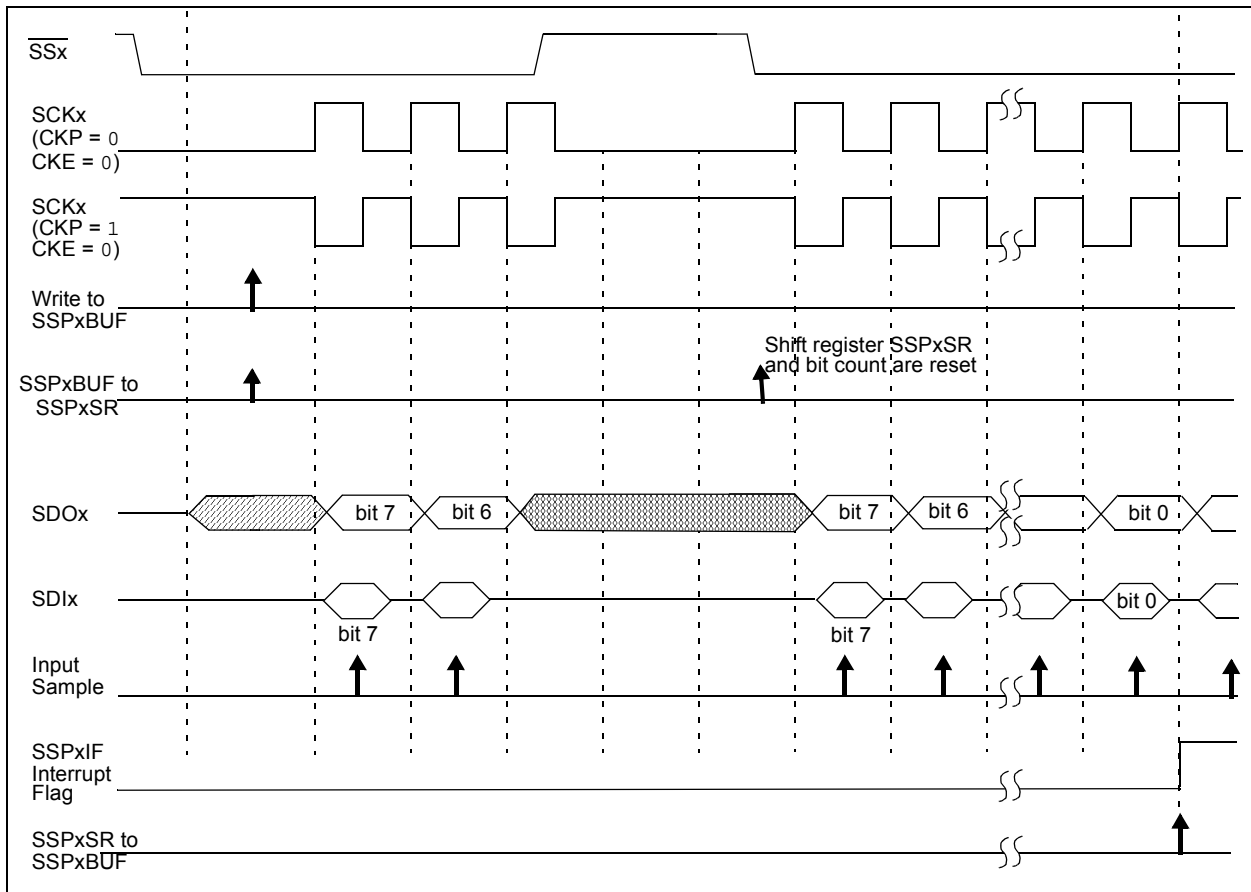 SSx
SCKx
(CKP = 0
CKE = 0)
SCKx
(CKP = 1
CKE = 0)
Write to
SSPxBUF
Shift register SSPxSR
and bit count are reset
SSPxBUF to
SSPxSR
SDOx
bit 7
bit 6
bit 7
bit 6
bit 0
SDIx
bit 0
bit 7
bit 7
Input
Sample
SSPxIF
Interrupt
Flag
SSPxSR to
SSPxBUF